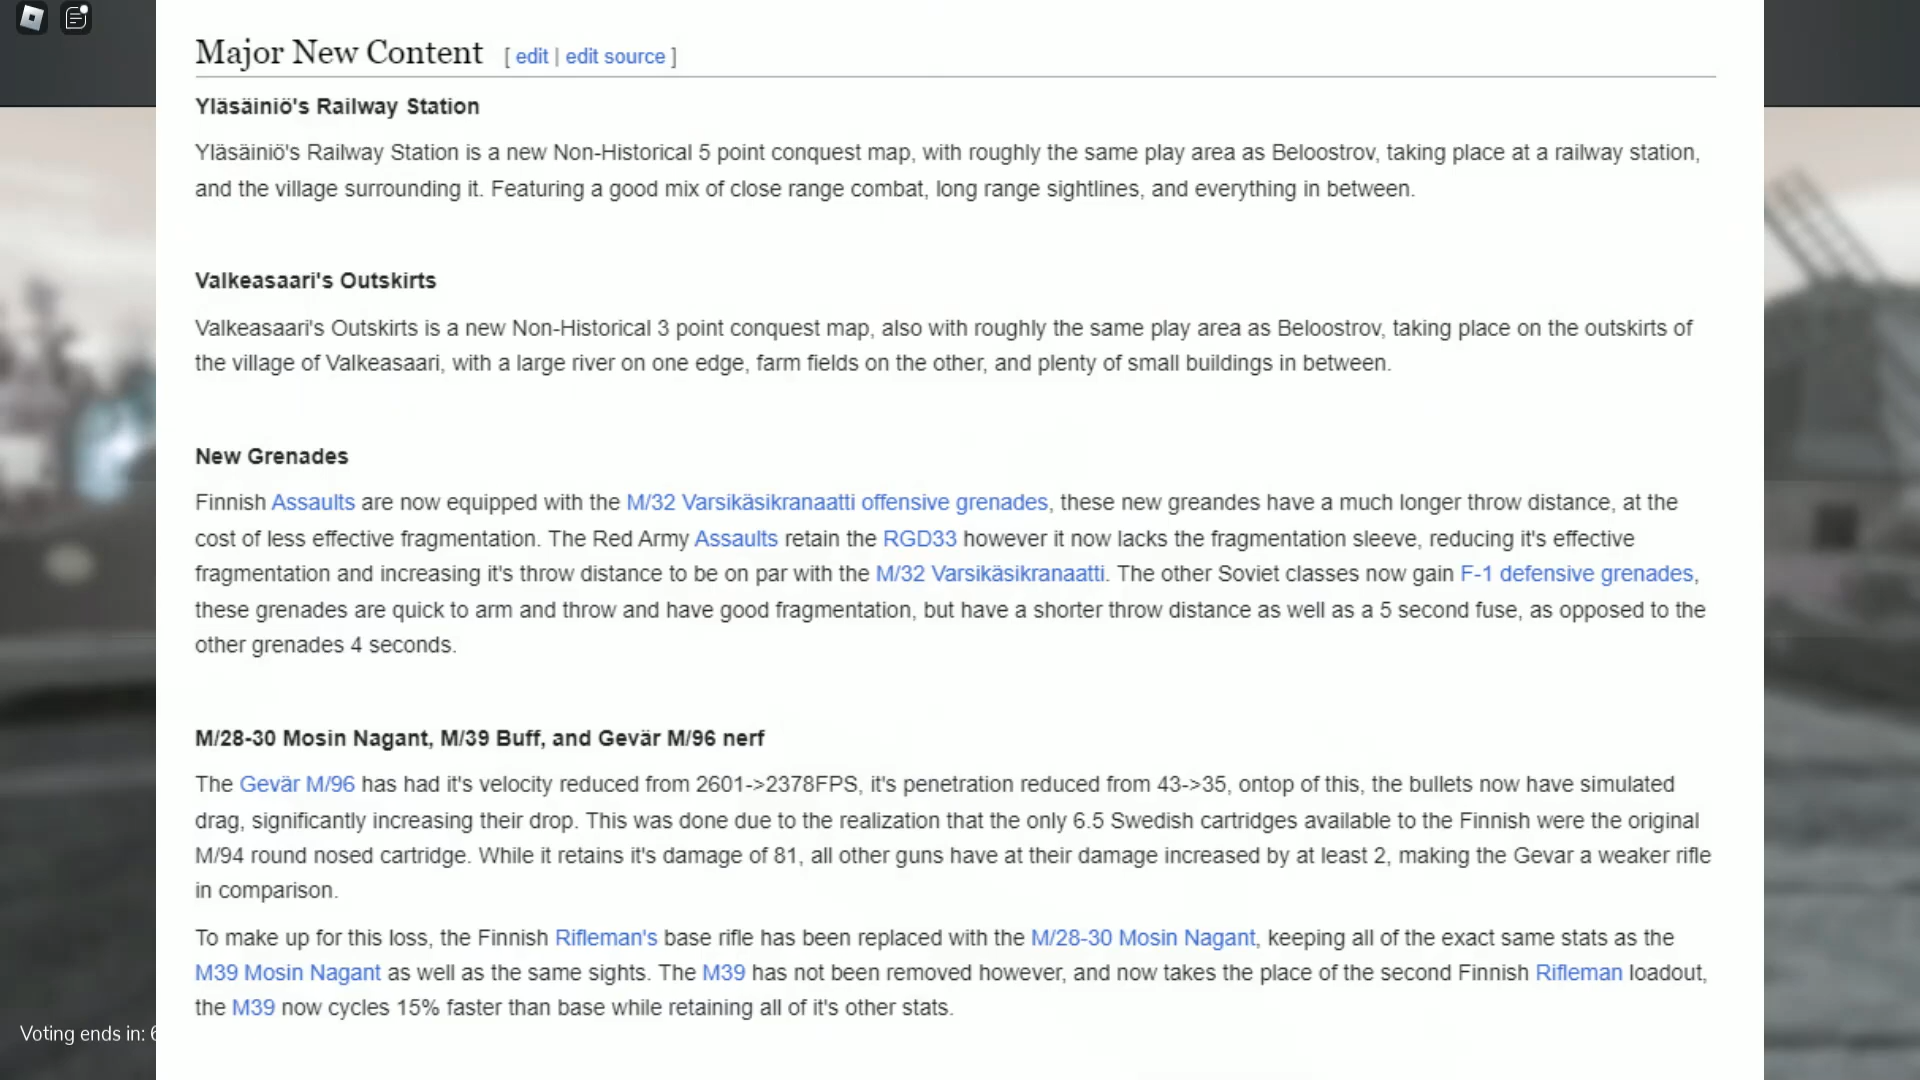 Major New Content [ edit | edit source ]
Yläsäiniö's Railway Station
Yläsäiniö's Railway Station is a new Non-Historical 5 point conquest map, with roughly the same play area as Beloostrov, taking place at a railway station,
and the village surrounding it. Featuring a good mix of close range combat, long range sightlines, and everything in between.
Valkeasaari's Outskirts
Valkeasaari's Outskirts is a new Non-Historical 3 point conquest map, also with roughly the same play area as Beloostrov, taking place on the outskirts of
the village of Valkeasaari, with a large river on one edge, farm fields on the other, and plenty of small buildings in between.
New Grenades
Finnish Assaults are now equipped with the M/32 Varsikäsikranaatti offensive grenades, these new greandes have a much longer throw distance, at the
cost of less effective fragmentation. The Red Army Assaults retain the RGD33 however it now lacks the fragmentation sleeve, reducing it's effective
fragmentation and increasing it's throw distance to be on par with the M/32 Varsikäsikranaatti. The other Soviet classes now gain F-1 defensive grenades,
these grenades are quick to arm and throw and have good fragmentation, but have a shorter throw distance as well as a 5 second fuse, as opposed to the
other grenades 4 seconds.
M/28-30 Mosin Nagant, M/39 Buff, and Gevär M/96 nerf
The Gevär M/96 has had it's velocity reduced from 2601->2378FPS, it's penetration reduced from 43->35, ontop of this, the bullets now have simulated
drag, significantly increasing their drop. This was done due to the realization that the only 6.5 Swedish cartridges available to the Finnish were the original
M/94 round nosed cartridge. While it retains it's damage of 81, all other guns have at their damage increased by at least 2, making the Gevar a weaker rifle
in comparison.
To make up for this loss, the Finnish Rifleman's base rifle has been replaced with the M/28-30 Mosin Nagant, keeping all of the exact same stats as the
M39 Mosin Nagant as well as the same sights. The M39 has not been removed however, and now takes the place of the second Finnish Rifleman loadout,
the M39 now cycles 15% faster than base while retaining all of it's other stats.
Voting ends in: